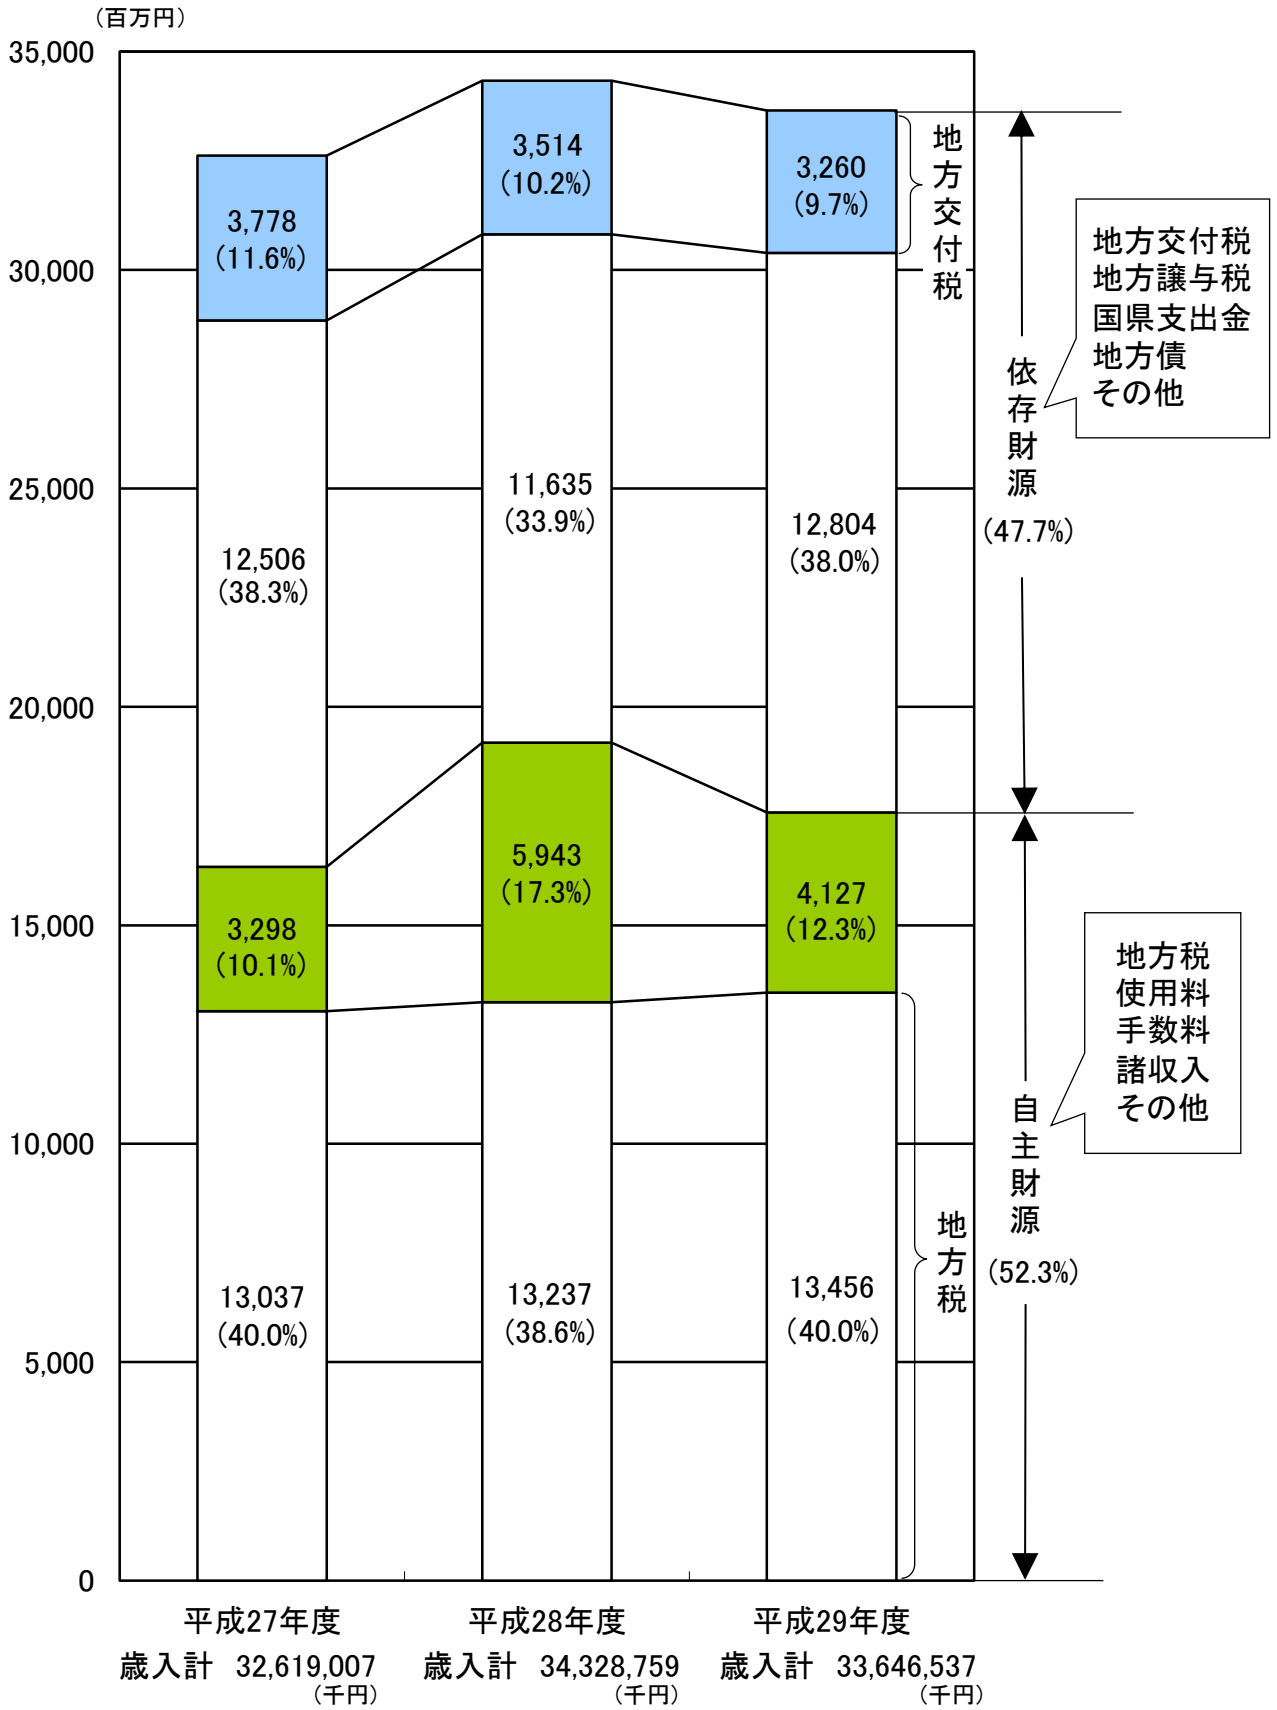 （百万円）
35,000
30,000
25,000
20,000
15,000
10,000
5,000
0
3,778
（11.6%）
12,506
（38.3%）
3,298
（10.1%）
13,037
（40.0%）
3,514
（10.2%）
11,635
（33.9%）
5,943
（17.3%）
13,237
（38.6%）
3,260
（9.7%）
12,804
（38.0%）
4,127
（12.3%）
13,456
（40.0%）
地方交付税
地方税
依存財源
（47.7%）
自主財源
（52.3%）
地方交付税
地方譲与税
国県支出金
地方債
その他
地方税
使用料
手数料
諸収入
その他
平成27年度
歳入計 32,619,007
（千円）
平成28年度
歳入計 34,328,759
（千円）
平成29年度
歳入計 33,646,537
（千円）